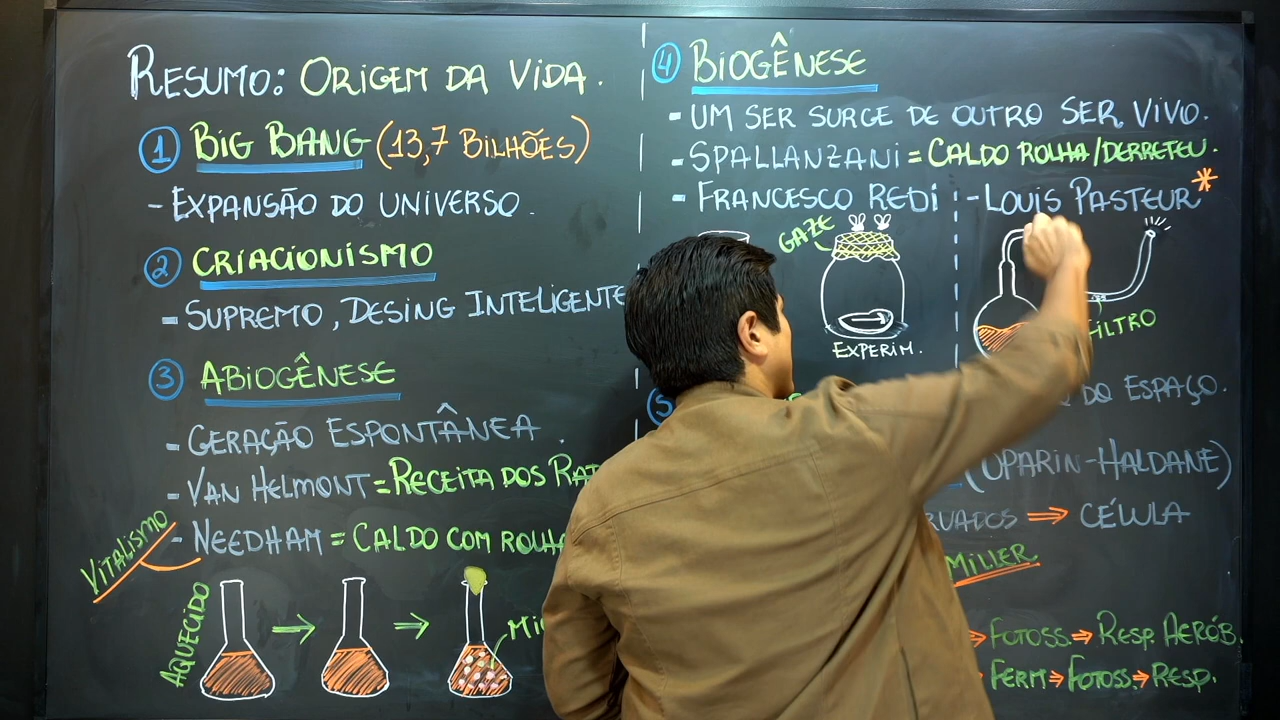 RESUMO: ORIGEM DA VIDA.
1 BIG BANG (13,7 BILHÕES)
- EXPANSÃO DO UNIVERSO.
2 CRIACIONISMO
- SUPREMO, DESING INTELIGENTE
3 ABIOGÊNESE
- GERAÇÃO ESPONTÂNEA.
- VAN HELMONT = RECEITA DOS
VITALISMO
- NEEDHAM = CALDO COM ROLHA
AQUECIDO
4 BIOGÊNESE
- UM SER SURGE DE OUTRO SER VIVO.
- SPALLANZANI = CALDO ROLHA/DERRETEU.
- FRANCESCO REDI
- LOUIS PASTEUR*
GAZE
EXPERIM.
FILTRO
5
DO ESPAÇO.
(OPARIN-HALDANE)
→ CÉLULA
MILLER
→ FOTOSS. → RESP. AERÓB.
→ FERM → FOTOSS. → RESP.